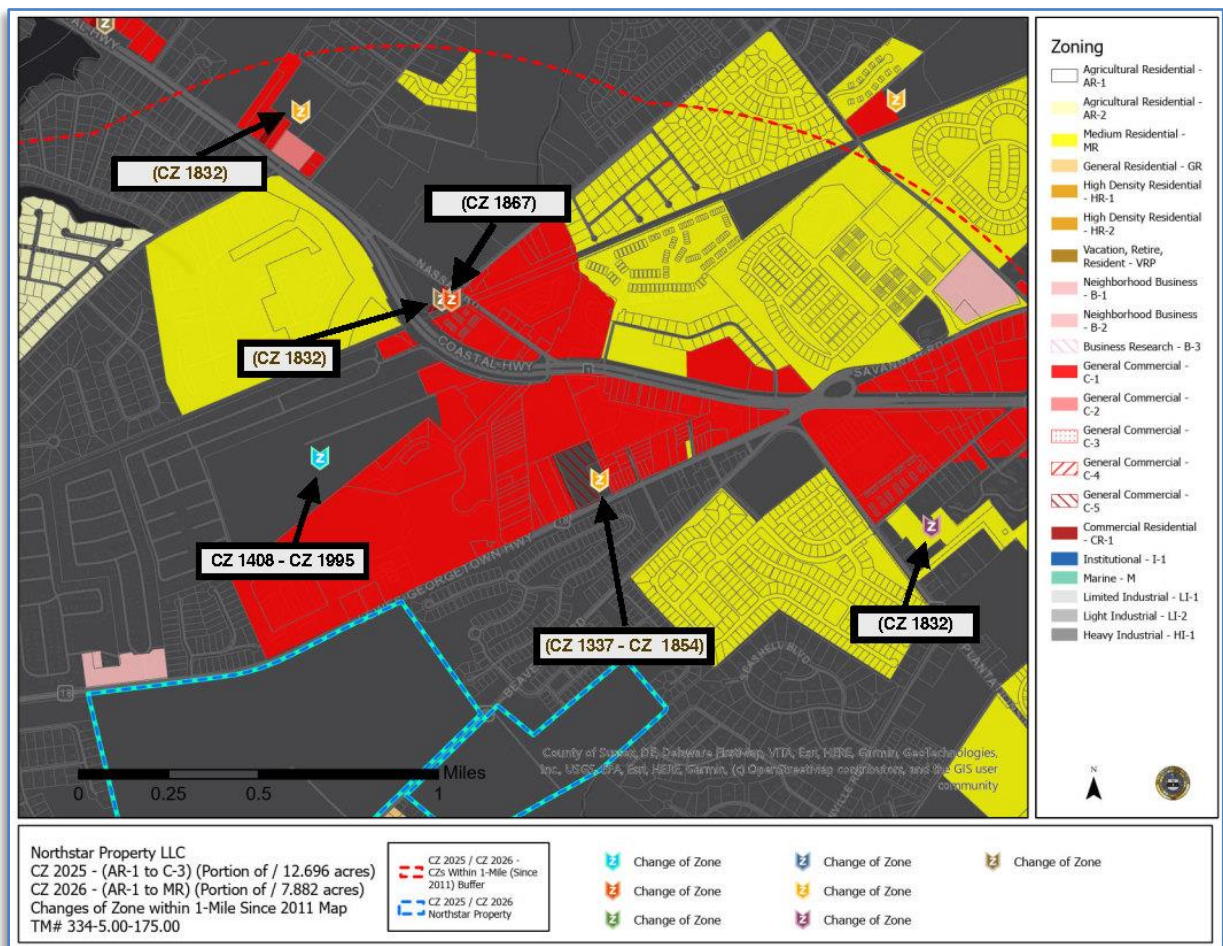 COASTAL-HWY
(CZ 1832)
(CZ 1867)
NASSAU
(CZ 1832)
COASTAL-HWY
1
SAVANNAH-RD
CZ 1408 - CZ 1995
GEORGETOWN-HWY
(CZ 1337 - CZ 1854)
(CZ 1832)
SEASHELL BLVD
BEAVER
18
County of Sussex, DE, Delaware FirstMap, VITA, Esri, HERE, Garmin, GeoTechnologies,
Inc., USGS, EPA, Esri, HERE, Garmin, (c) OpenStreetMap contributors, and the GIS user
community
Miles
0 0.25 0.5 1
Zoning
Agricultural Residential -
AR-1
Agricultural Residential -
AR-2
Medium Residential -
MR
General Residential - GR
High Density Residential -
HR-1
High Density Residential -
HR-2
Vacation, Retire,
Resident - VRP
Neighborhood Business
- B-1
Neighborhood Business
- B-2
Business Research - B-3
General Commercial -
C-1
General Commercial -
C-2
General Commercial -
C-3
General Commercial -
C-4
General Commercial -
C-5
Commercial Residential
- CR-1
Institutional - I-1
Marine - M
Limited Industrial - LI-1
Light Industrial - LI-2
Heavy Industrial - HI-1
N
Northstar Property LLC
CZ 2025 - (AR-1 to C-3) (Portion of / 12.696 acres)
CZ 2026 - (AR-1 to MR) (Portion of / 7.882 acres)
Changes of Zone within 1-Mile Since 2011 Map
TM# 334-5.00-175.00
CZ 2025 / CZ 2026 -
CZs Within 1-Mile (Since
2011) Buffer
CZ 2025 / CZ 2026
Northstar Property
Z Change of Zone
Z Change of Zone
Z Change of Zone
Z Change of Zone
Z Change of Zone
Z Change of Zone
Z Change of Zone